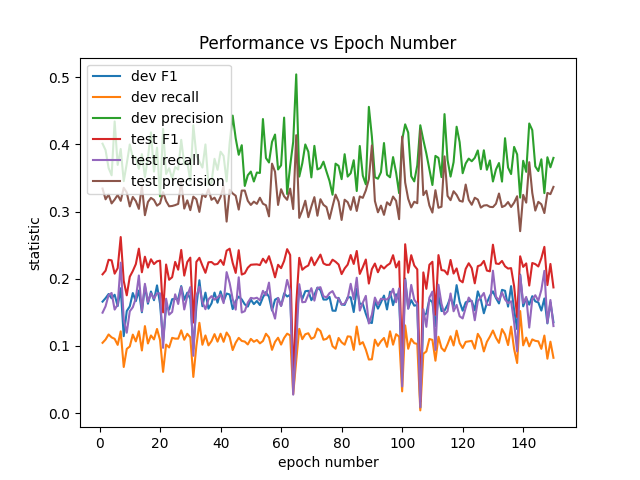 Performance vs Epoch Number
dev F1
dev recall
dev precision
test F1
test recall
test precision
statistic
0.5
0.4
0.3
0.2
0.1
0.0
0 20 40 60 80 100 120 140
epoch number